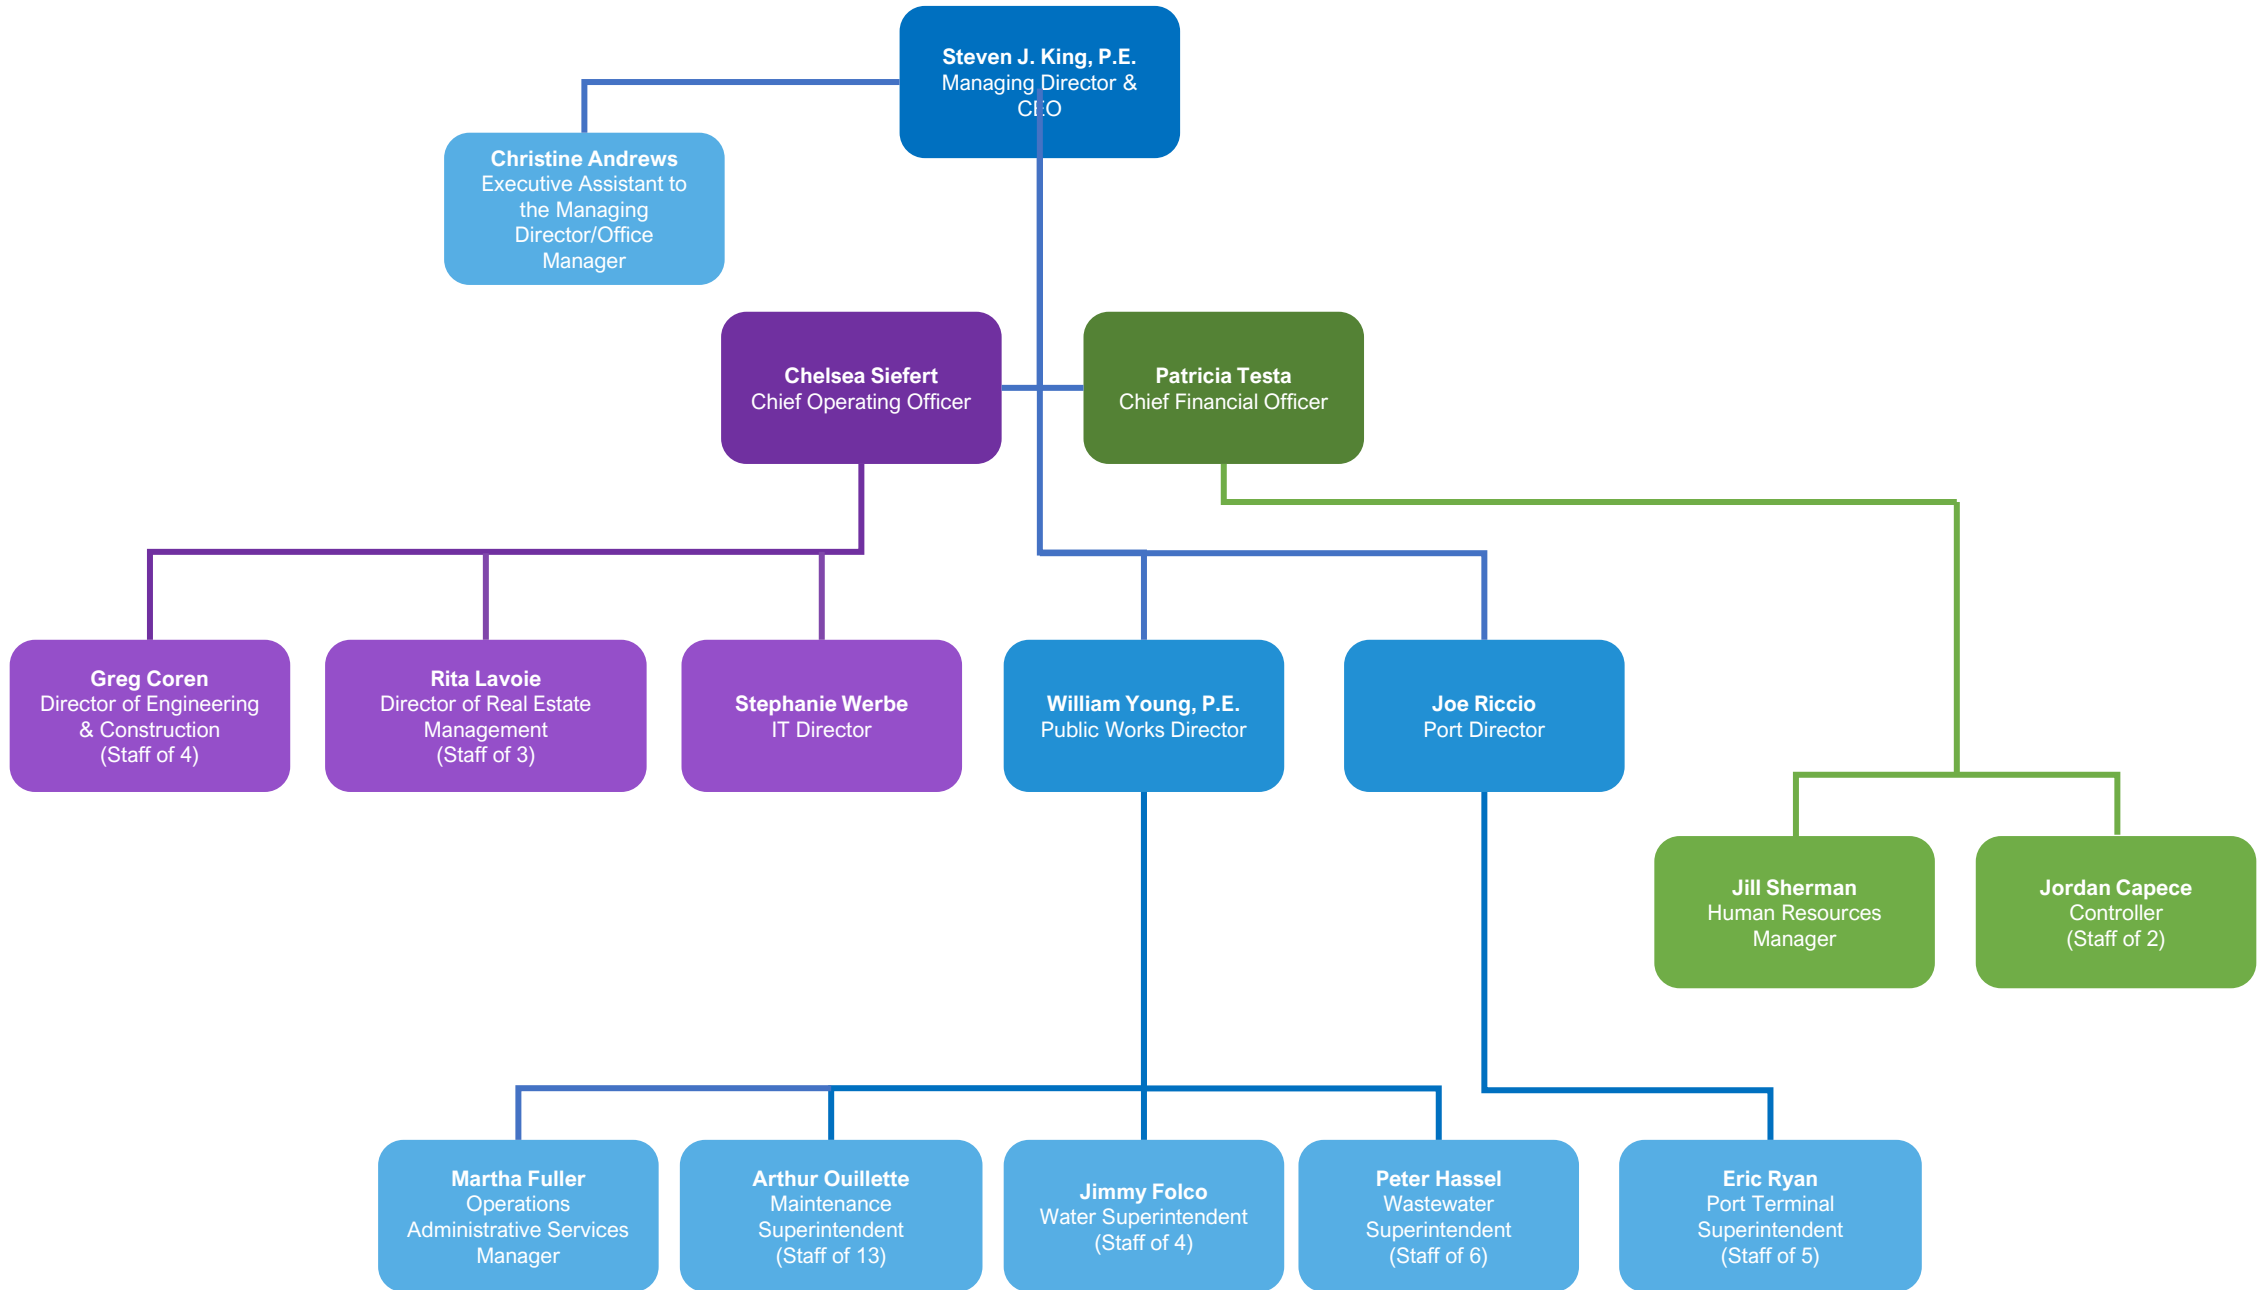 Steven J. King, P.E.
Managing Director &
CEO
Christine Andrews
Executive Assistant to
the Managing
Director/Office
Manager
Chelsea Siefert
Chief Operating Officer
Patricia Testa
Chief Financial Officer
Greg Coren
Director of Engineering
& Construction
(Staff of 4)
Rita Lavoie
Director of Real Estate
Management
(Staff of 3)
Stephanie Werbe
IT Director
William Young, P.E.
Public Works Director
Joe Riccio
Port Director
Jill Sherman
Human Resources
Manager
Jordan Capece
Controller
(Staff of 2)
Martha Fuller
Operations
Administrative Services
Manager
Arthur Ouillette
Maintenance
Superintendent
(Staff of 13)
Jimmy Folco
Water Superintendent
(Staff of 4)
Peter Hassel
Wastewater
Superintendent
(Staff of 6)
Eric Ryan
Port Terminal
Superintendent
(Staff of 5)